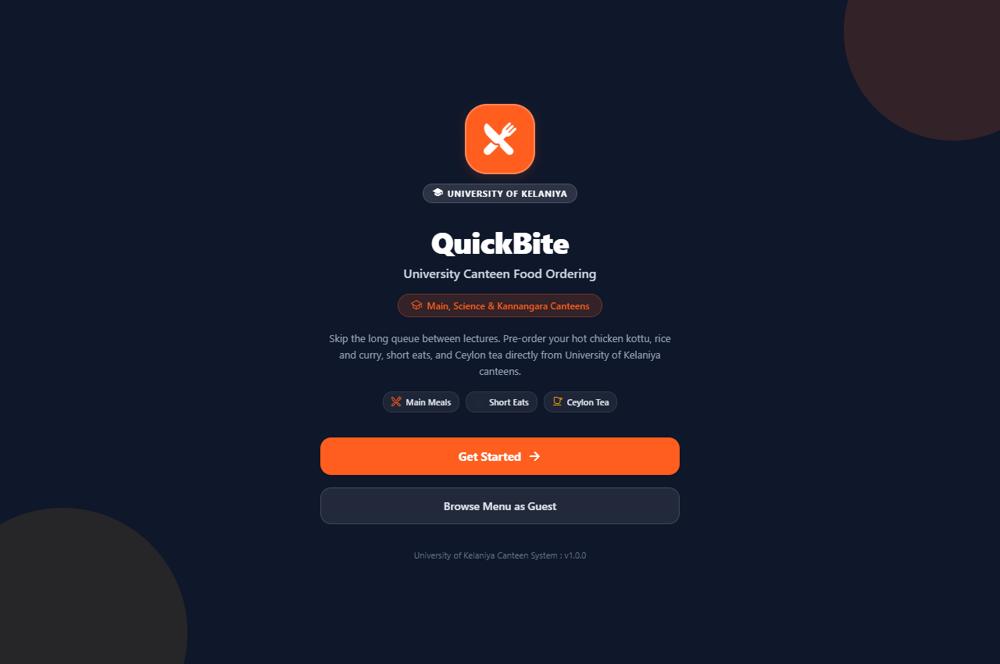 UNIVERSITY OF KELANIYA
QuickBite
University Canteen Food Ordering
Main, Science & Kannangara Canteens
Skip the long queue between lectures. Pre-order your hot chicken kottu, rice
and curry, short eats, and Ceylon tea directly from University of Kelaniya
canteens.
Main Meals Short Eats Ceylon Tea
Get Started
Browse Menu as Guest
University of Kelaniya Canteen System : v1.0.0